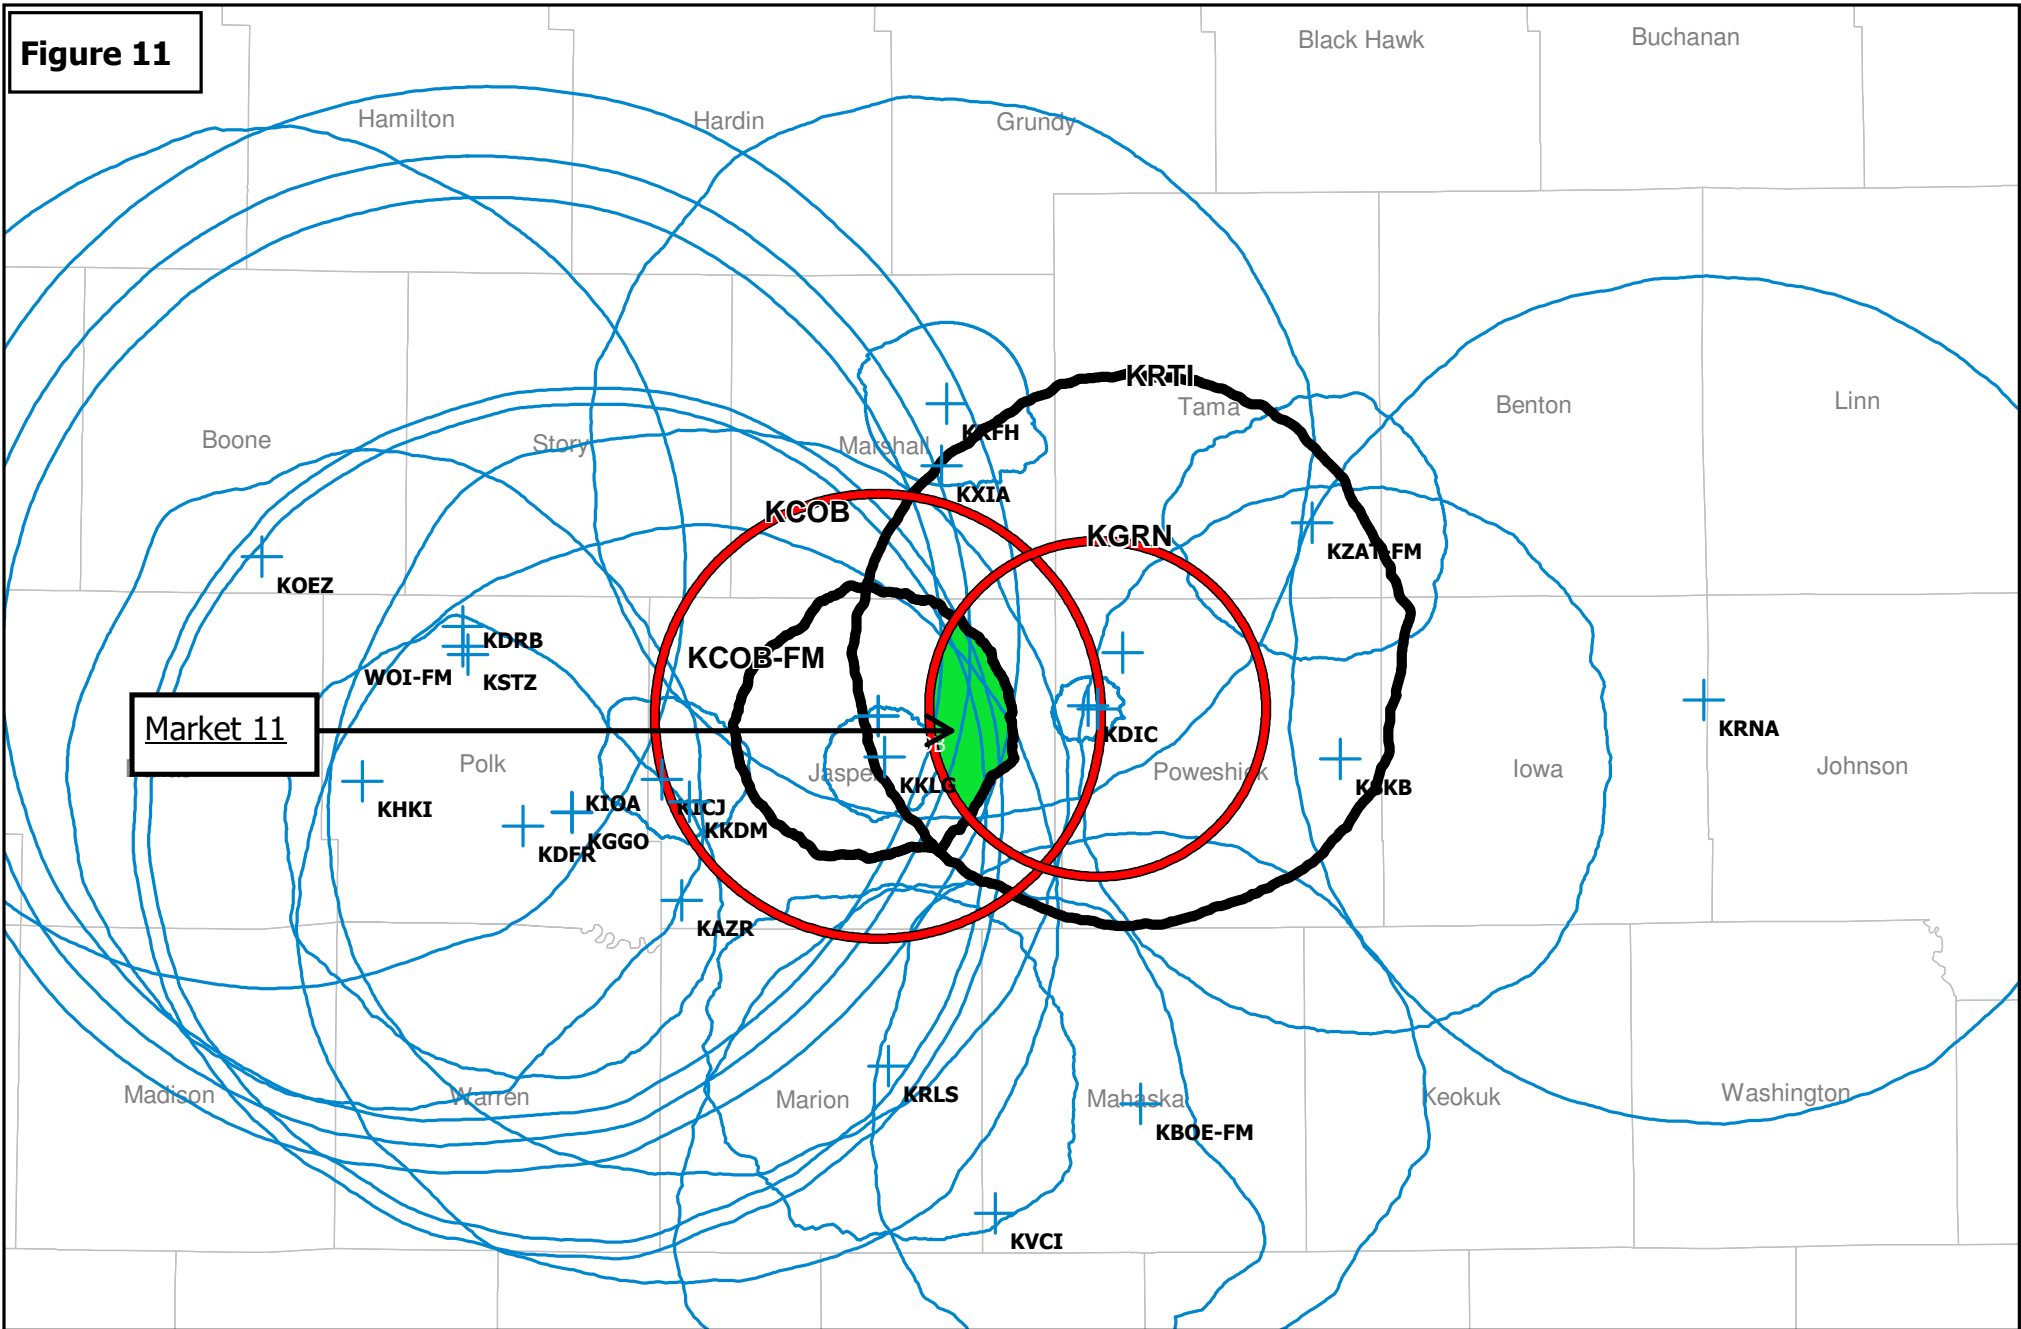 Figure 11
Black Hawk
Buchanan
Hamilton
Hardin
Grundy
KRTI
Tama
Benton
Linn
Boone
Story
Marshall
KRFH
KXIA
KCOB
KGRN
KZAT-FM
KOEZ
KDRB
WOI-FM
KSTZ
KCOB-FM
Market 11
Polk
Jasper
KDIC
Poweshiek
KSKB
Iowa
KRNA
Johnson
KHKI
KIOA
KICJ
KKLG
KGGO
KKDM
KDFR
KAZR
Madison
Warren
Marion
KRLS
Mahaska
Keokuk
Washington
KBOE-FM
KVCI